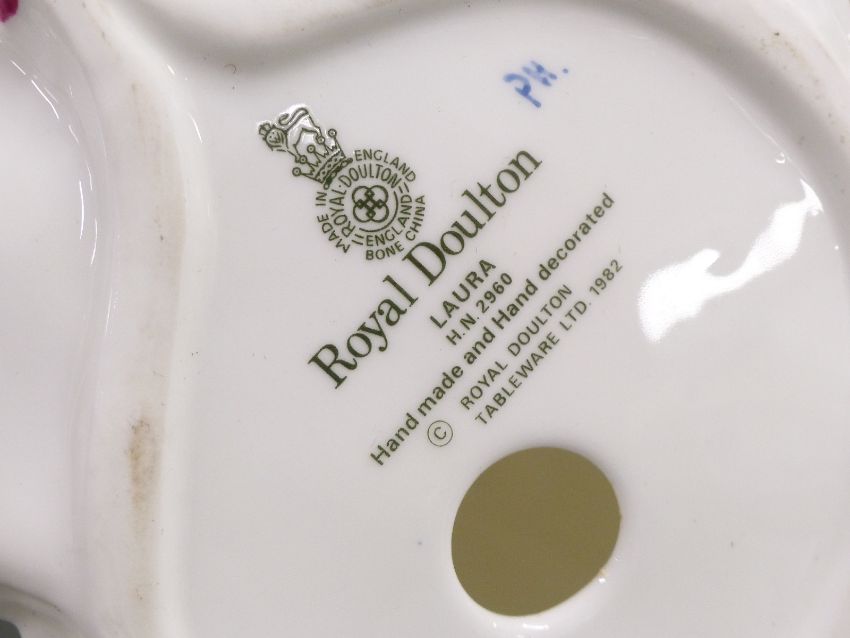 PH.
MADE IN ENGLAND
ROYAL DOULTON
ENGLAND
BONE CHINA
Royal Doulton
LAURA
H.N. 2960
Hand made and Hand decorated
© ROYAL DOULTON
TABLEWARE LTD. 1982